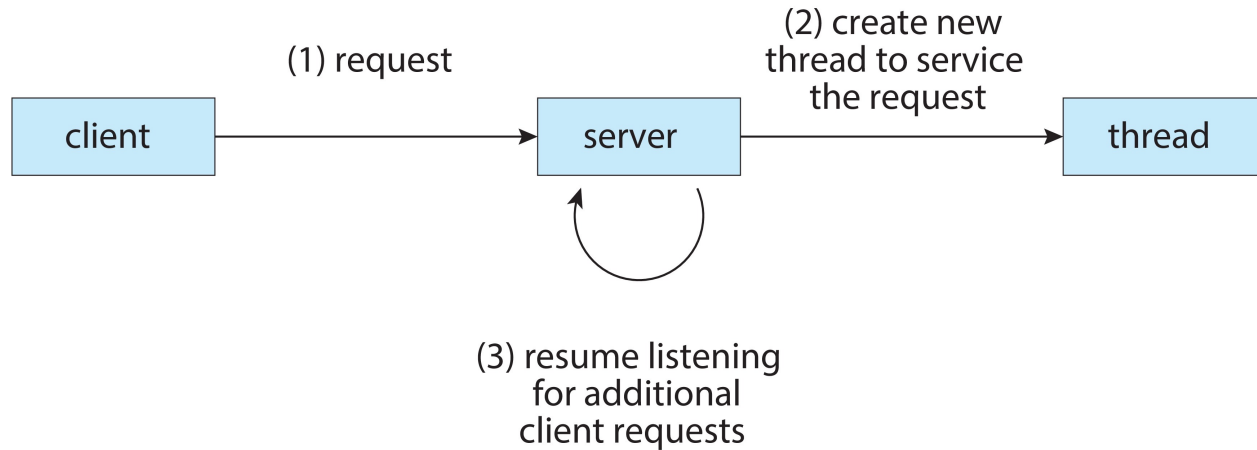 (1) request
(2) create new
thread to service
the request
client
server
thread
(3) resume listening
for additional
client requests